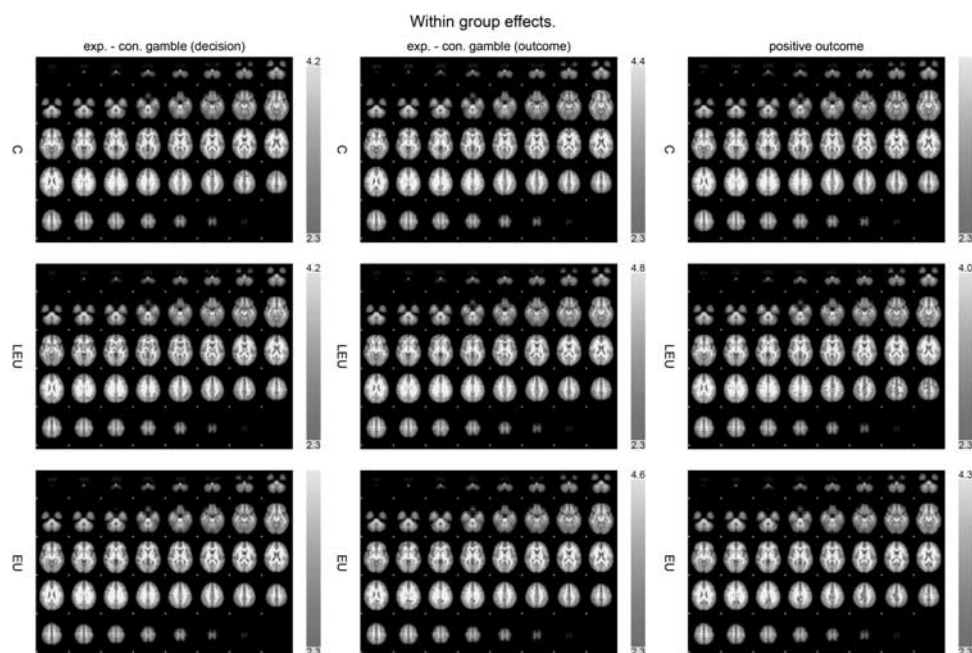 Within group effects.
exp. - con. gamble (decision)
exp. - con. gamble (outcome)
positive outcome
C
4.2
2.3
C
4.4
2.3
C
2.3
LEU
4.2
2.3
LEU
4.8
2.3
LEU
4.0
2.3
EU
2.3
EU
4.6
2.3
EU
4.3
2.3